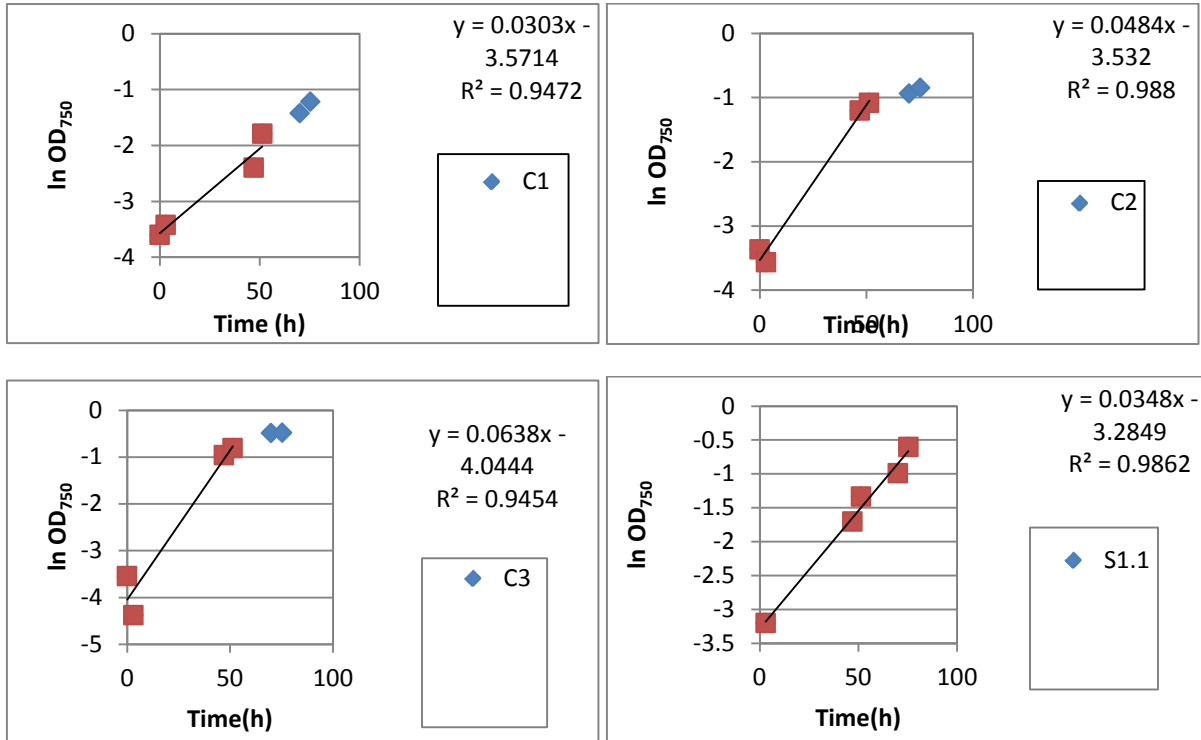 y = 0.0303x -
3.5714
R² = 0.9472
0
-1
-2
-3
-4
0 50 100
ln OD₇₅₀
Time (h)
C1
y = 0.0484x -
3.532
R² = 0.988
0
-1
-2
-3
-4
0 50 100
ln OD₇₅₀
Time(h)
C2
y = 0.0638x -
4.0444
R² = 0.9454
0
-1
-2
-3
-4
-5
0 50 100
ln OD₇₅₀
Time(h)
C3
y = 0.0348x -
3.2849
R² = 0.9862
0
-0.5
-1
-1.5
-2
-2.5
-3
-3.5
0 50 100
ln OD₇₅₀
Time(h)
S1.1